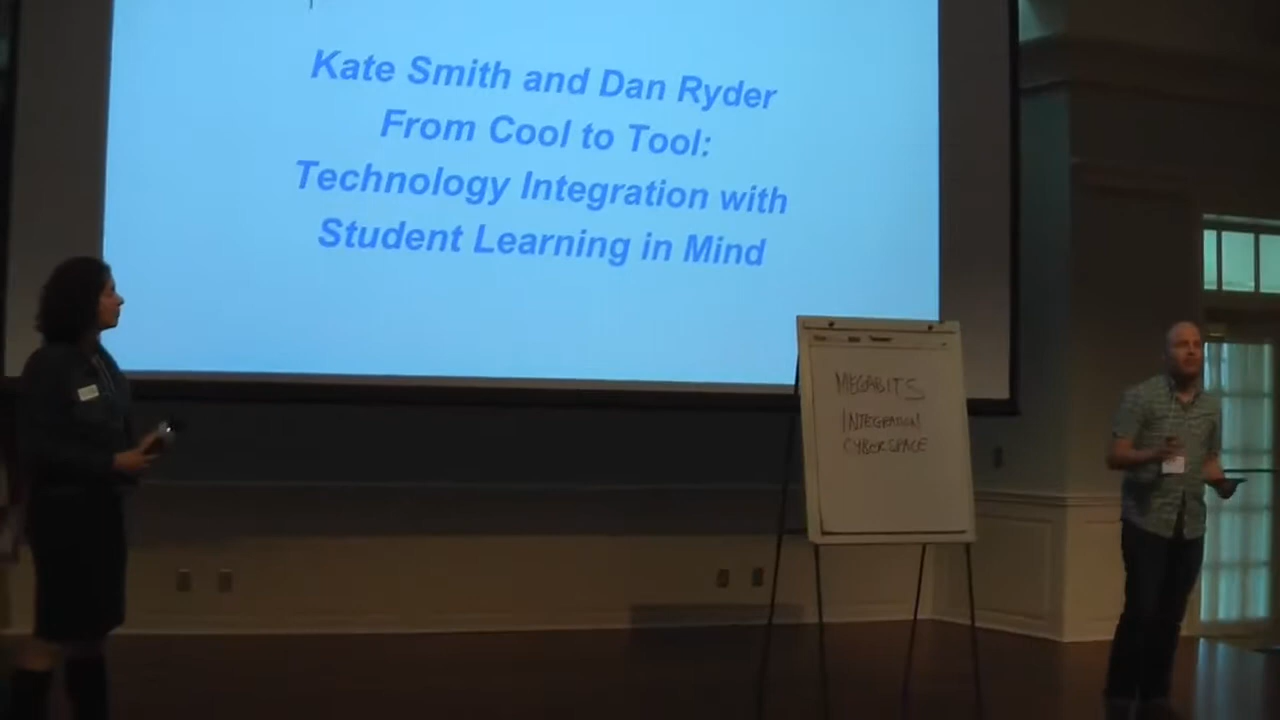 Kate Smith and Dan Ryder
From Cool to Tool:
Technology Integration with
Student Learning in Mind
MEGABITS
INTEGRATION
CYBERSPACE